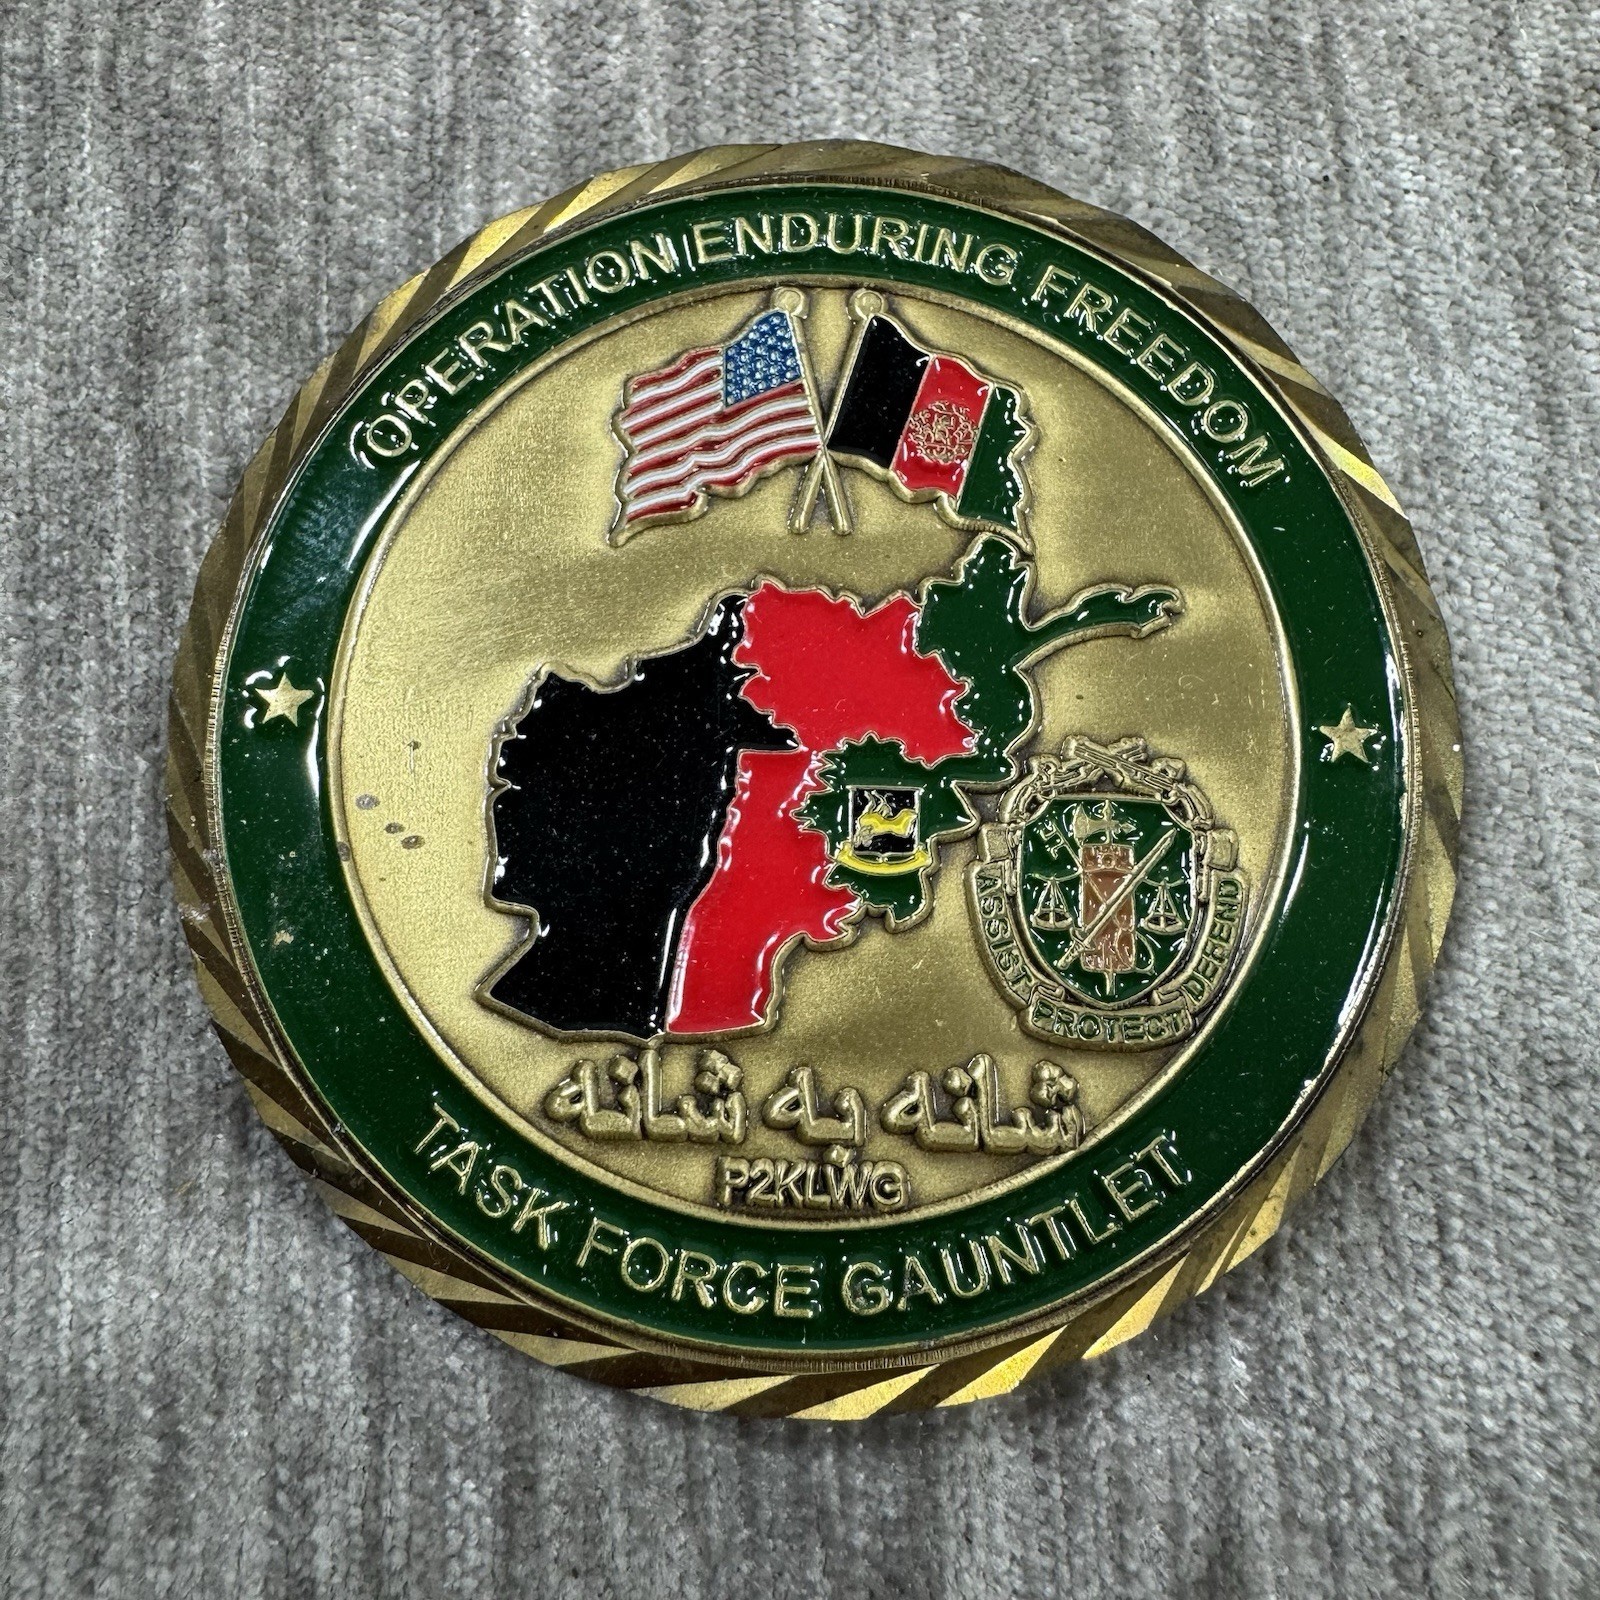 OPERATION ENDURING FREEDOM
ASSIST PROTECT DEFEND
شانه به شانه
P2KLWG
TASK FORCE GAUNTLET